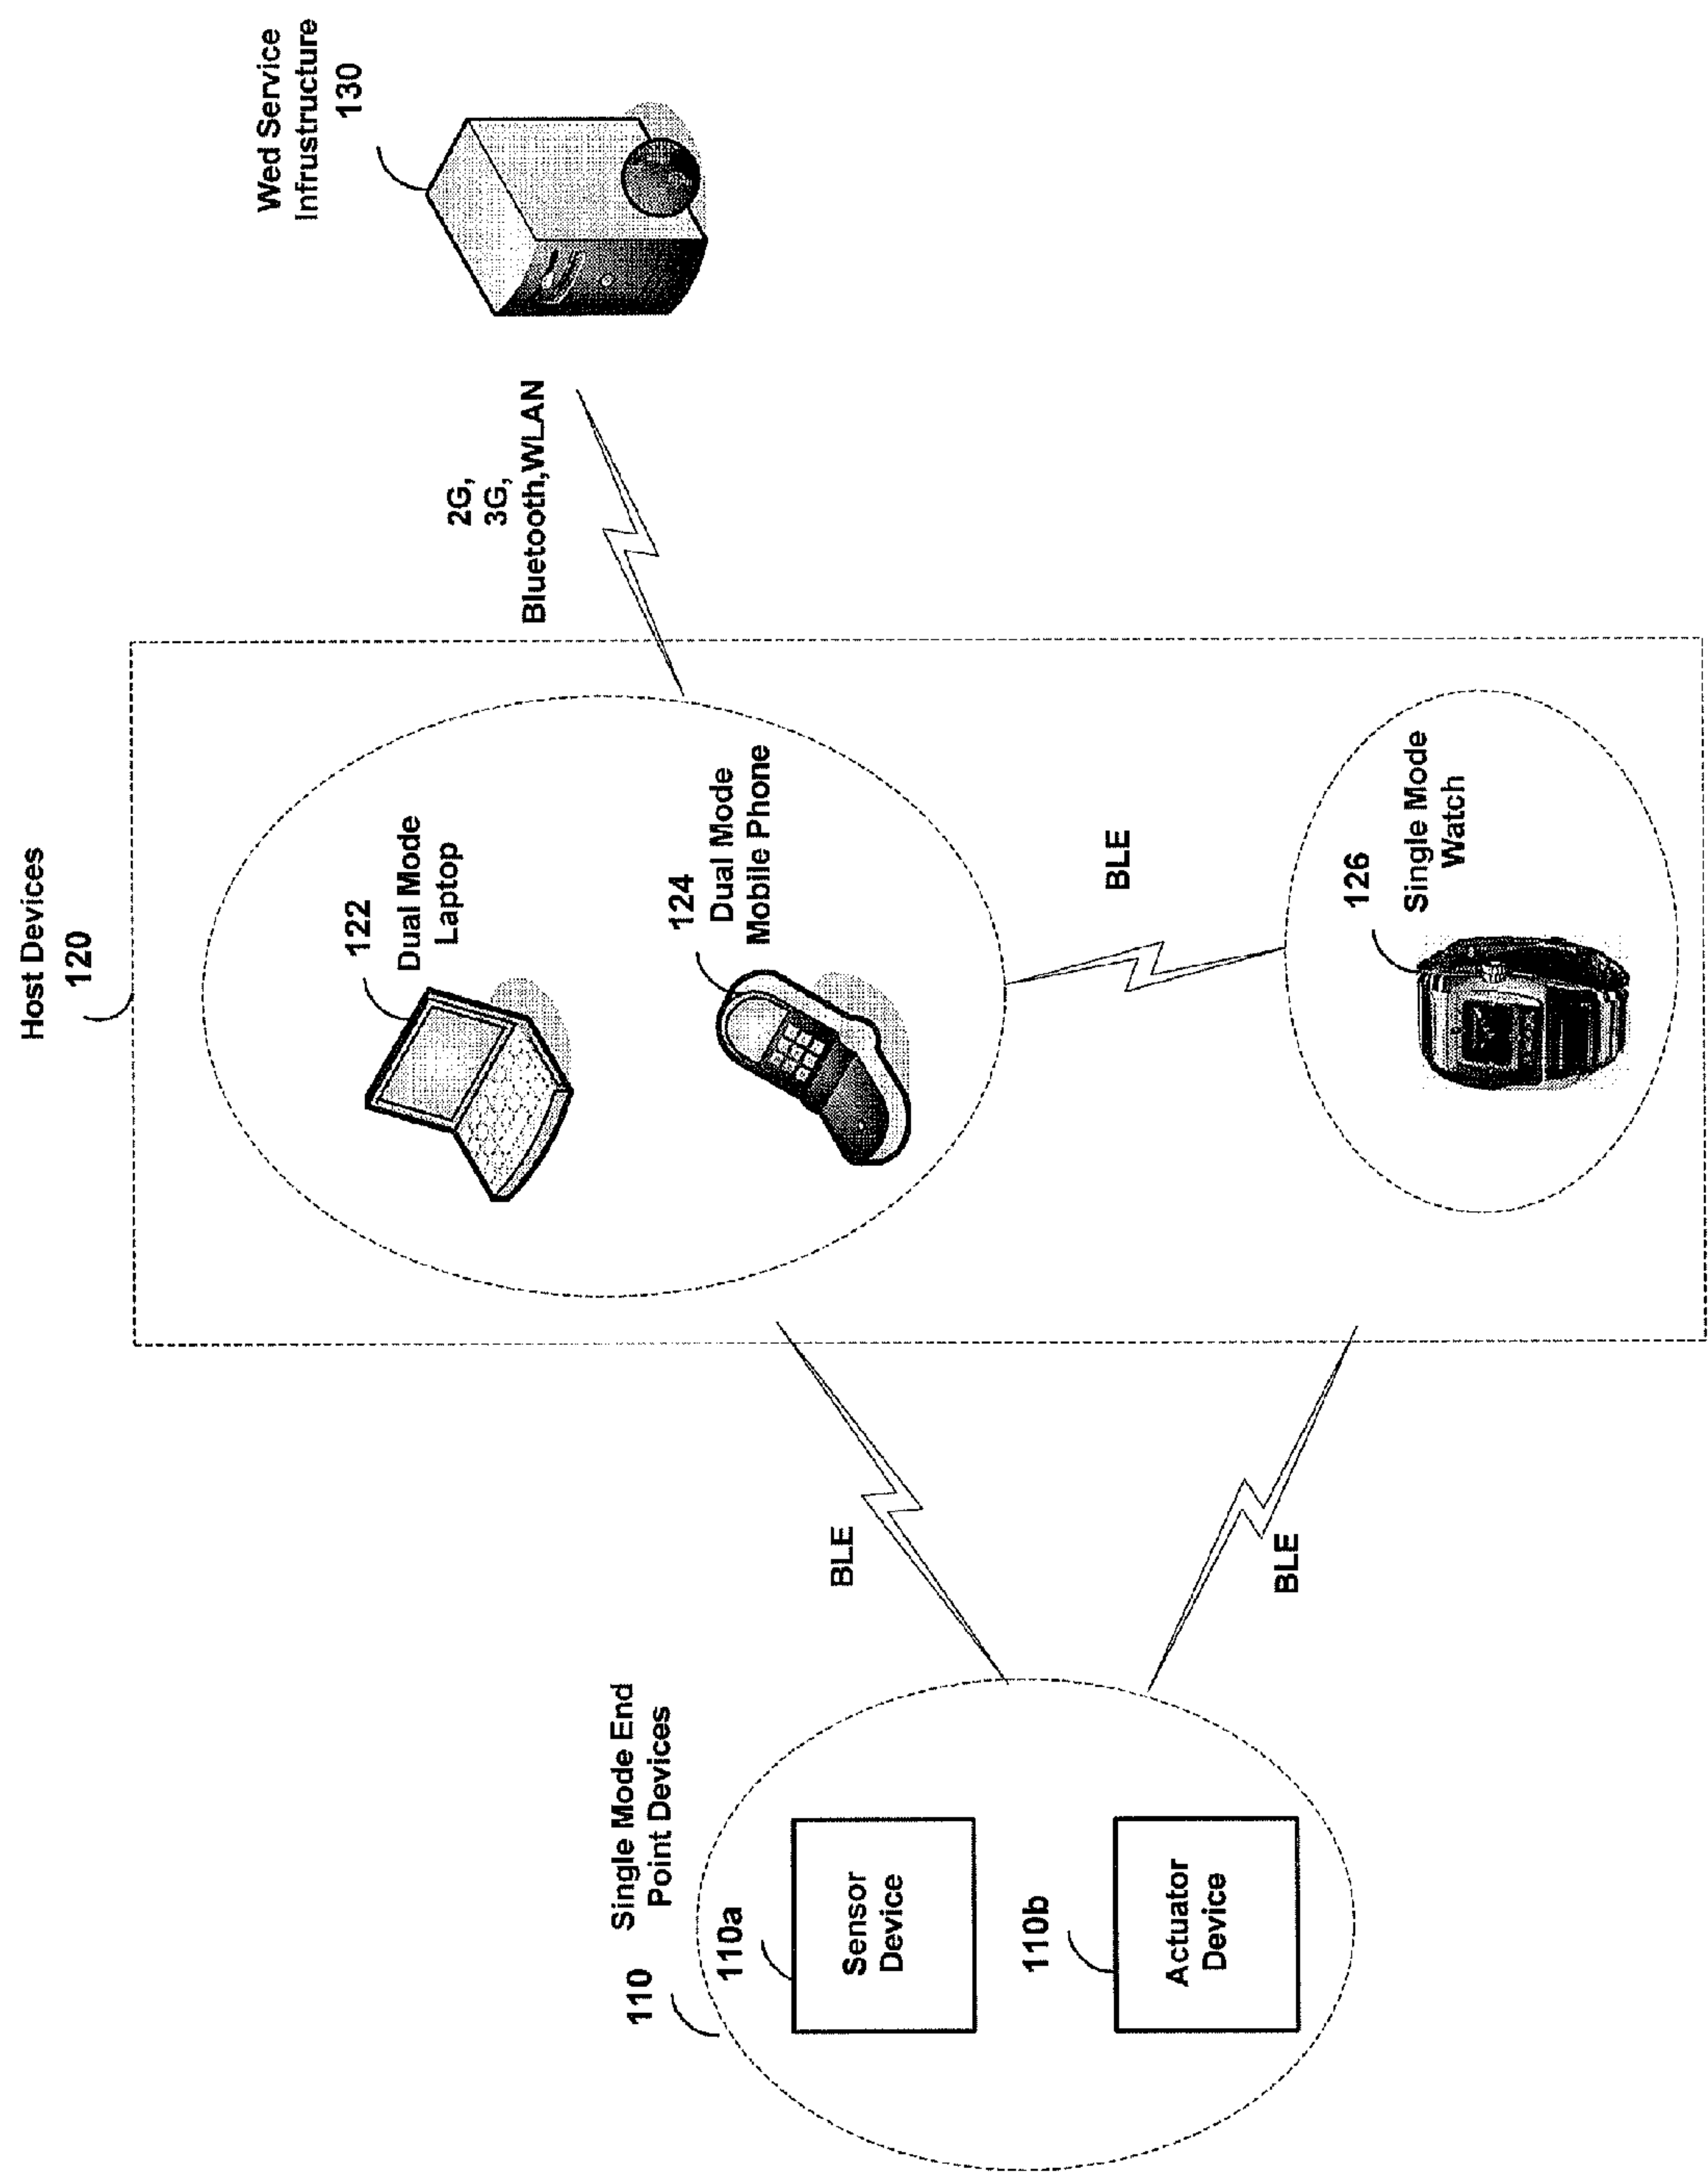 Host Devices
120
Single Mode End
Point Devices
110
110a
Sensor
Device
110b
Actuator
Device
BLE
BLE
122
Dual Mode
Laptop
124
Dual Mode
Mobile Phone
BLE
126
Single Mode
Watch
2G,
3G,
Bluetooth,WLAN
Wed Service
Infrustructure
130